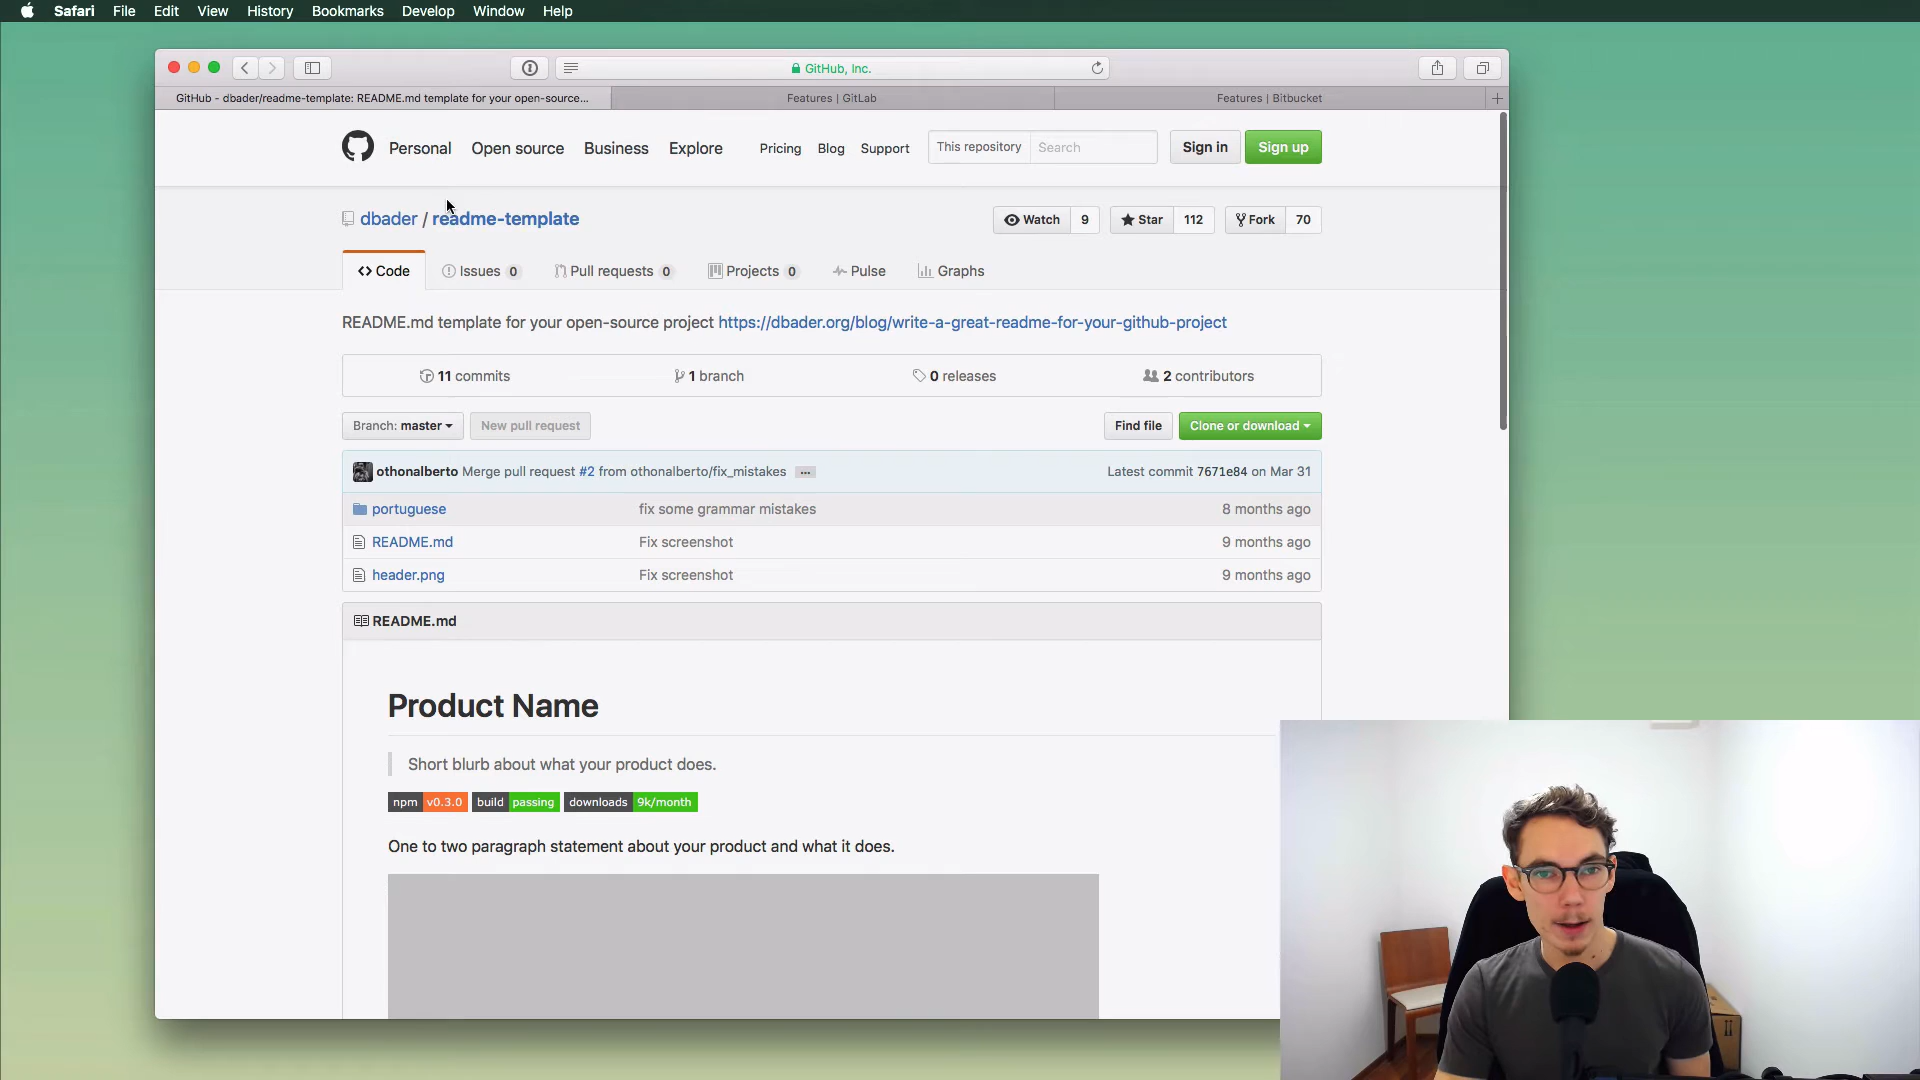 Safari File Edit View History Bookmarks Develop Window Help
GitHub, Inc.
GitHub - dbader/readme-template: README.md template for your open-source... Features | GitLab Features | Bitbucket
Personal Open source Business Explore Pricing Blog Support This repository Search Sign in Sign up
dbader / readme-template Watch 9 Star 112 Fork 70
Code Issues 0 Pull requests 0 Projects 0 Pulse Graphs
README.md template for your open-source project https://dbader.org/blog/write-a-great-readme-for-your-github-project
11 commits 1 branch 0 releases 2 contributors
Branch: master New pull request Find file Clone or download
othonalberto Merge pull request #2 from othonalberto/fix_mistakes ... Latest commit 7671e84 on Mar 31
portuguese fix some grammar mistakes 8 months ago
README.md Fix screenshot 9 months ago
header.png Fix screenshot 9 months ago
README.md
Product Name
Short blurb about what your product does.
npm v0.3.0 build passing downloads 9k/month
One to two paragraph statement about your product and what it does.